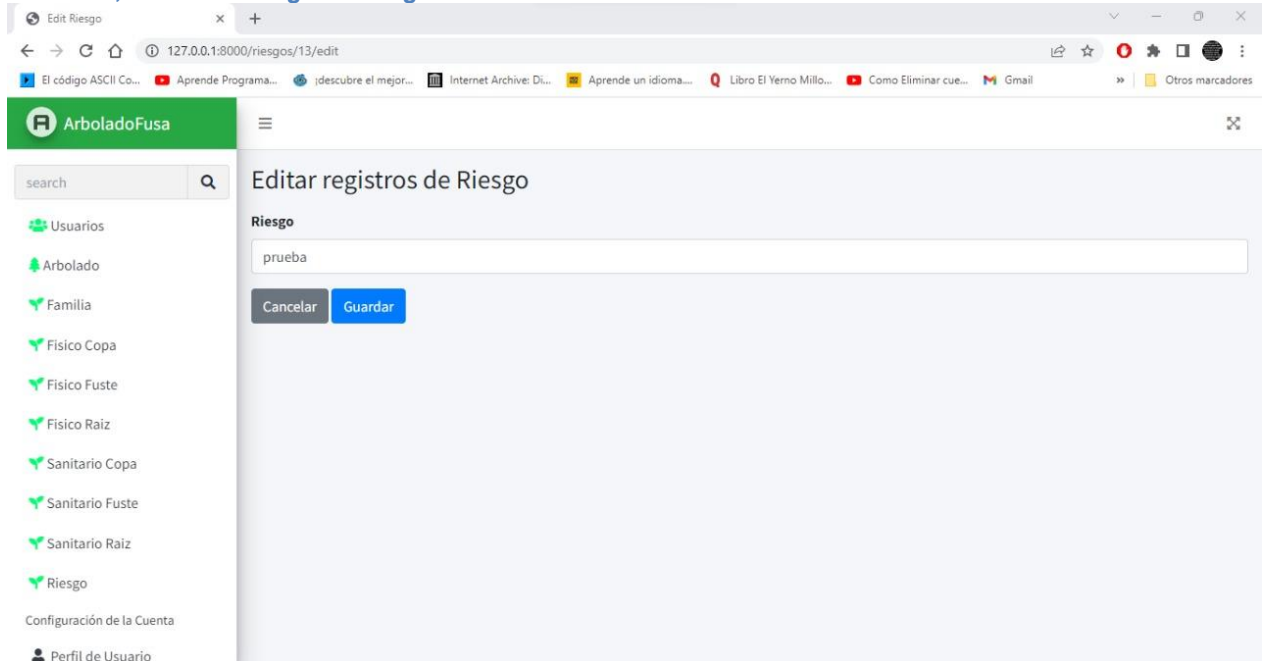 Edit Riesgo
127.0.0.1:8000/riesgos/13/edit
El código ASCII Co... Aprende Programa... ¡descubre el mejor... Internet Archive: Di... Aprende un idioma.... Libro El Yerno Millo... Como Eliminar cue... Gmail » Otros marcadores
ArboladoFusa
search
Usuarios
Arbolado
Familia
Fisico Copa
Fisico Fuste
Fisico Raiz
Sanitario Copa
Sanitario Fuste
Sanitario Raiz
Riesgo
Configuración de la Cuenta
Perfil de Usuario
Editar registros de Riesgo
Riesgo
prueba
Cancelar Guardar